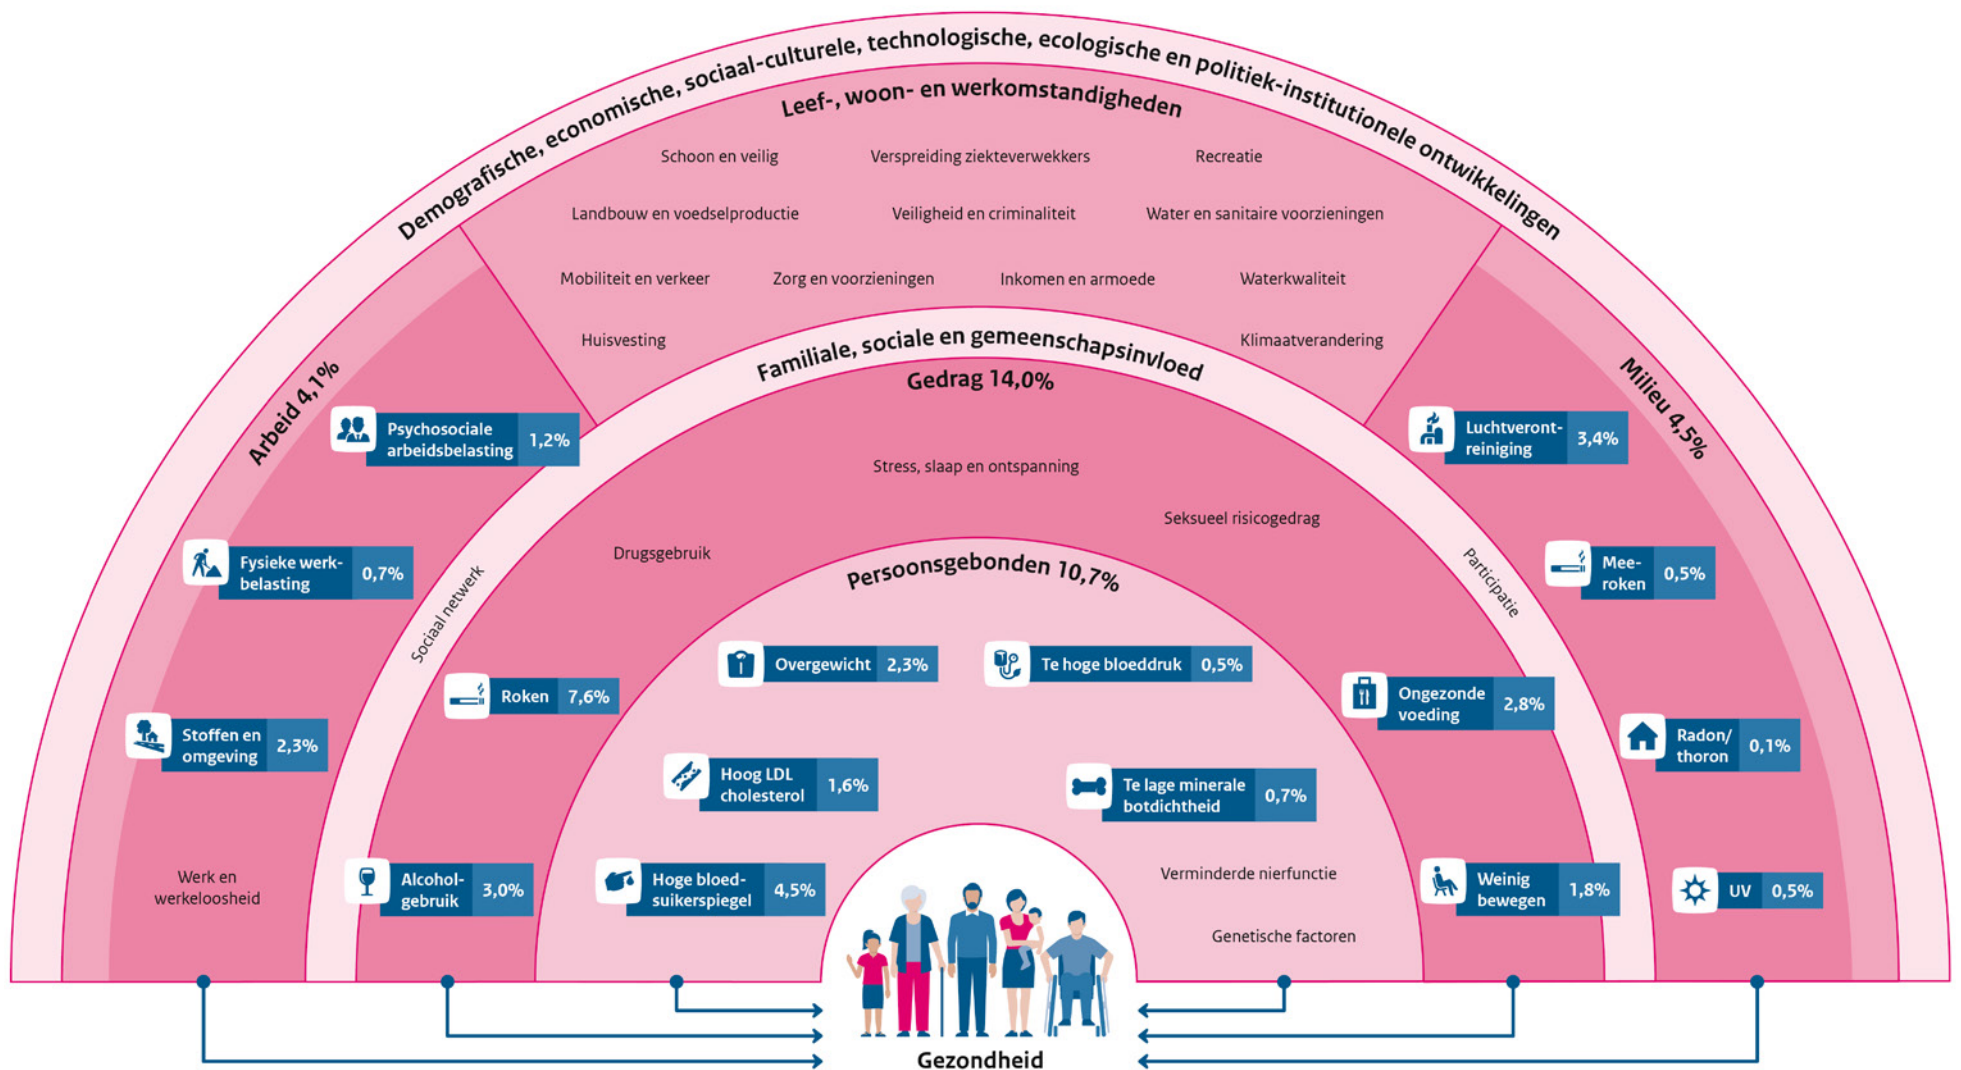 Demografische, economische, sociaal-culturele, technologische, ecologische en politiek-institutionele ontwikkelingen
Leef-, woon- en werkomstandigheden
Schoon en veilig
Verspreiding ziekteverwekkers
Recreatie
Landbouw en voedselproductie
Veiligheid en criminaliteit
Water en sanitaire voorzieningen
Mobiliteit en verkeer
Zorg en voorzieningen
Inkomen en armoede
Waterkwaliteit
Huisvesting
Klimaatverandering
Arbeid 4,1%
Psychosociale
arbeidsbelasting
1,2%
Fysieke werk-
belasting
0,7%
Stoffen en
omgeving
2,3%
Werk en
werkeloosheid
Milieu 4,5%
Luchtveront-
reiniging
3,4%
Mee-
roken
0,5%
Radon/
thoron
0,1%
UV 0,5%
Familiale, sociale en gemeenschapsinvloed
Sociaal netwerk
Participatie
Gedrag 14,0%
Stress, slaap en ontspanning
Seksueel risicogedrag
Drugsgebruik
Roken 7,6%
Alcohol-
gebruik
3,0%
Ongezonde
voeding
2,8%
Weinig
bewegen
1,8%
Persoonsgebonden 10,7%
Overgewicht 2,3%
Te hoge bloeddruk 0,5%
Hoog LDL
cholesterol
1,6%
Te lage minerale
botdichtheid
0,7%
Hoge bloed-
suikerspiegel
4,5%
Verminderde nierfunctie
Genetische factoren
Gezondheid